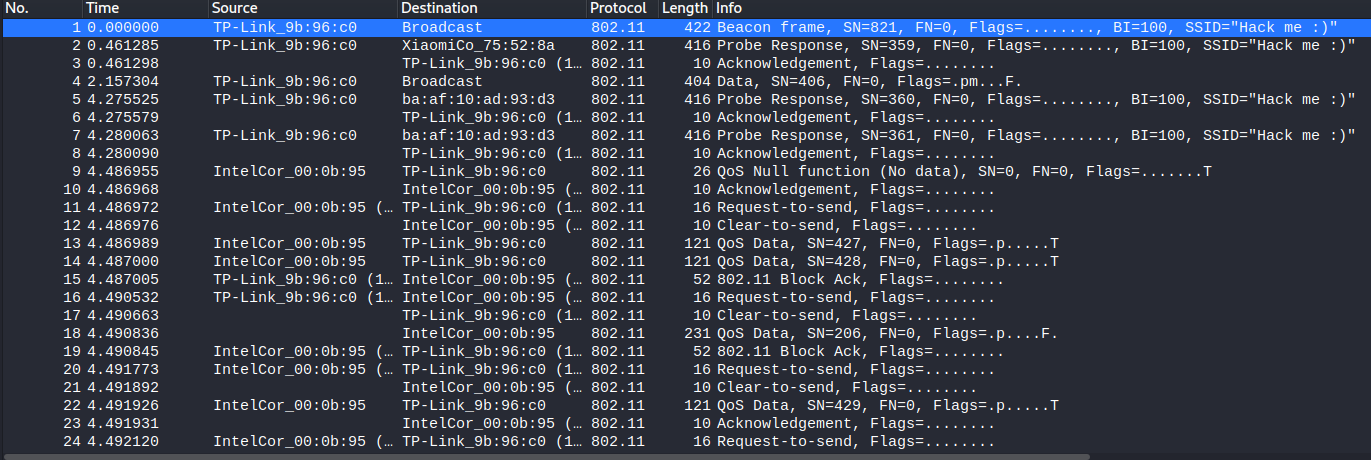 No. Time Source Destination Protocol Length Info
1 0.000000 TP-Link_9b:96:c0 Broadcast 802.11 422 Beacon frame, SN=821, FN=0, Flags=........, BI=100, SSID="Hack me :)"
2 0.461285 TP-Link_9b:96:c0 XiaomiCo_75:52:8a 802.11 416 Probe Response, SN=359, FN=0, Flags=........, BI=100, SSID="Hack me :)"
3 0.461298 TP-Link_9b:96:c0 (1… 802.11 10 Acknowledgement, Flags=........
4 2.157304 TP-Link_9b:96:c0 Broadcast 802.11 404 Data, SN=406, FN=0, Flags=.pm...F.
5 4.275525 TP-Link_9b:96:c0 ba:af:10:ad:93:d3 802.11 416 Probe Response, SN=360, FN=0, Flags=........, BI=100, SSID="Hack me :)"
6 4.275579 TP-Link_9b:96:c0 (1… 802.11 10 Acknowledgement, Flags=........
7 4.280063 TP-Link_9b:96:c0 ba:af:10:ad:93:d3 802.11 416 Probe Response, SN=361, FN=0, Flags=........, BI=100, SSID="Hack me :)"
8 4.280090 TP-Link_9b:96:c0 (1… 802.11 10 Acknowledgement, Flags=........
9 4.486955 IntelCor_00:0b:95 TP-Link_9b:96:c0 802.11 26 QoS Null function (No data), SN=0, FN=0, Flags=.......T
10 4.486968 IntelCor_00:0b:95 (… 802.11 10 Acknowledgement, Flags=........
11 4.486972 IntelCor_00:0b:95 (… TP-Link_9b:96:c0 (1… 802.11 16 Request-to-send, Flags=........
12 4.486976 IntelCor_00:0b:95 (… 802.11 10 Clear-to-send, Flags=........
13 4.486989 IntelCor_00:0b:95 TP-Link_9b:96:c0 802.11 121 QoS Data, SN=427, FN=0, Flags=.p.....T
14 4.487000 IntelCor_00:0b:95 TP-Link_9b:96:c0 802.11 121 QoS Data, SN=428, FN=0, Flags=.p.....T
15 4.487005 TP-Link_9b:96:c0 (1… IntelCor_00:0b:95 (… 802.11 52 802.11 Block Ack, Flags=........
16 4.490532 TP-Link_9b:96:c0 (1… IntelCor_00:0b:95 (… 802.11 16 Request-to-send, Flags=........
17 4.490663 TP-Link_9b:96:c0 (1… 802.11 10 Clear-to-send, Flags=........
18 4.490836 IntelCor_00:0b:95 802.11 231 QoS Data, SN=206, FN=0, Flags=.p....F.
19 4.490845 IntelCor_00:0b:95 (… TP-Link_9b:96:c0 (1… 802.11 52 802.11 Block Ack, Flags=........
20 4.491773 IntelCor_00:0b:95 (… TP-Link_9b:96:c0 (1… 802.11 16 Request-to-send, Flags=........
21 4.491892 IntelCor_00:0b:95 (… 802.11 10 Clear-to-send, Flags=........
22 4.491926 IntelCor_00:0b:95 TP-Link_9b:96:c0 802.11 121 QoS Data, SN=429, FN=0, Flags=.p.....T
23 4.491931 IntelCor_00:0b:95 (… 802.11 10 Acknowledgement, Flags=........
24 4.492120 IntelCor_00:0b:95 (… TP-Link_9b:96:c0 (1… 802.11 16 Request-to-send, Flags=........